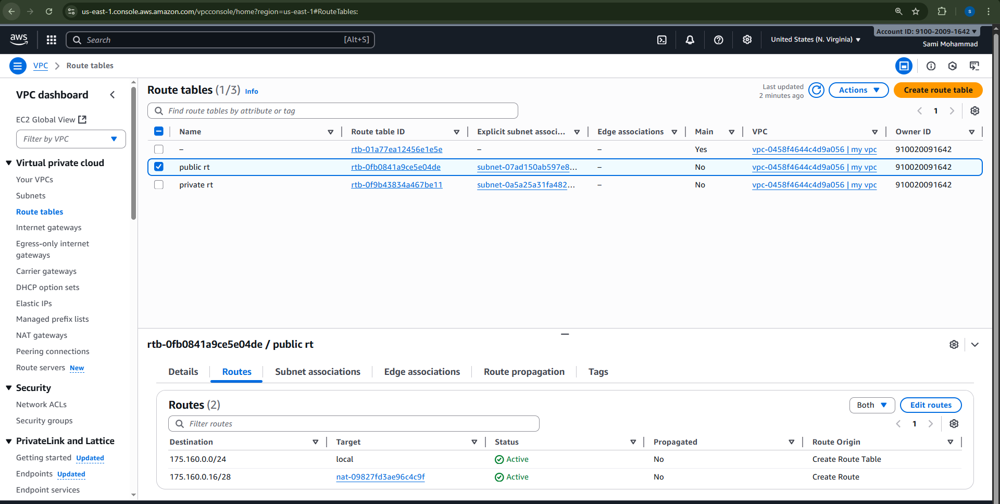 us-east-1.console.aws.amazon.com/vpcconsole/home?region=us-east-1#RouteTables:
S
aws
Search
[Alt+S]
United States (N. Virginia)
Account ID: 9100-2009-1642
Sami Mohammad
VPC
Route tables
VPC dashboard
EC2 Global View
Filter by VPC
Virtual private cloud
Your VPCs
Subnets
Route tables
Internet gateways
Egress-only internet
gateways
Carrier gateways
DHCP option sets
Elastic IPs
Managed prefix lists
NAT gateways
Peering connections
Route servers New
Security
Network ACLs
Security groups
PrivateLink and Lattice
Getting started Updated
Endpoints Updated
Endpoint services
Route tables (1/3) Info
Last updated
2 minutes ago
Actions
Create route table
Find route tables by attribute or tag
1
Name Route table ID Explicit subnet associ... Edge associations Main VPC Owner ID
– rtb-01a77ea12456e1e5e – – Yes vpc-0458f4644c4d9a056 | my vpc 910020091642
public rt rtb-0fb0841a9ce5e04de subnet-07ad150ab597e8... – No vpc-0458f4644c4d9a056 | my vpc 910020091642
private rt rtb-0f9b43834a467be11 subnet-0a5a25a31fa482... – No vpc-0458f4644c4d9a056 | my vpc 910020091642
rtb-0fb0841a9ce5e04de / public rt
Details Routes Subnet associations Edge associations Route propagation Tags
Routes (2)
Both
Edit routes
Filter routes
1
Destination Target Status Propagated Route Origin
175.160.0.0/24 local Active No Create Route Table
175.160.0.16/28 nat-09827fd3ae96c4c9f Active No Create Route